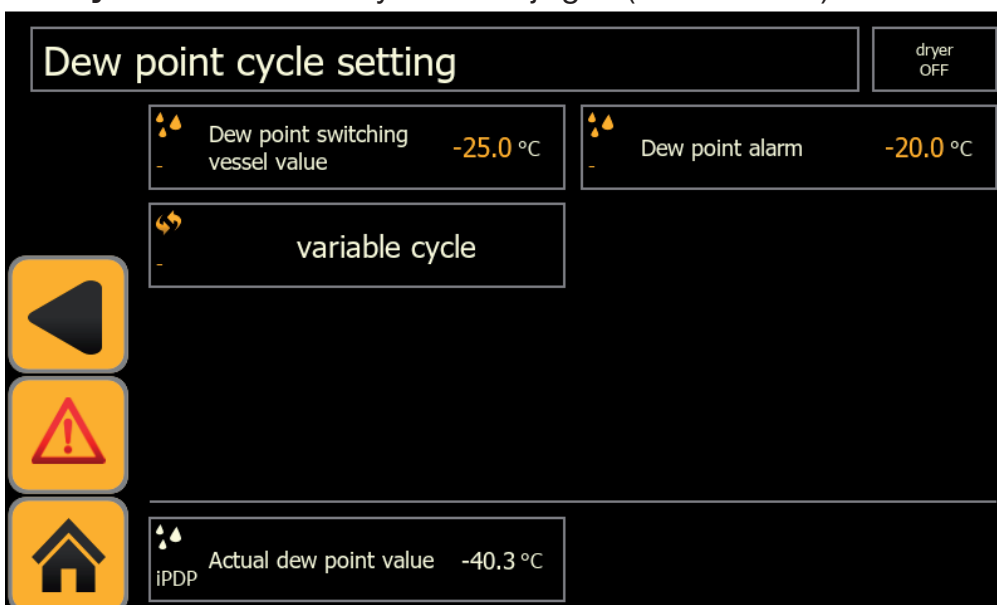 Dew point cycle setting
dryer
OFF
Dew point switching
vessel value
-25.0 °C
-
Dew point alarm
-20.0 °C
-
variable cycle
-
Actual dew point value
-40.3 °C
iPDP